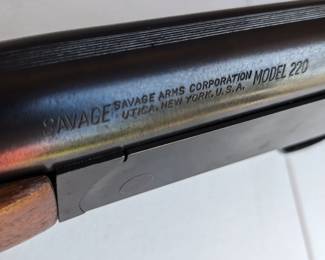 SAVAGE SAVAGE ARMS CORPORATION MODEL 220
UTICA, NEW YORK, U.S.A.